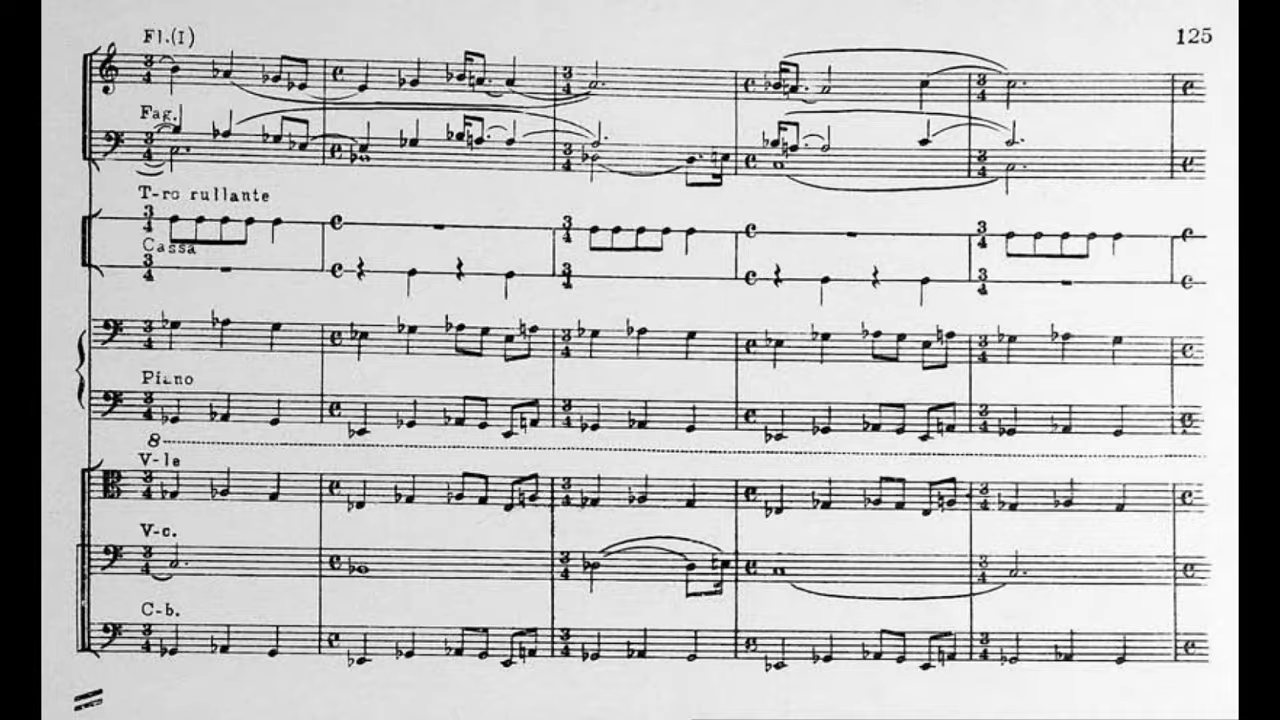 125
Fl.(I)
Fag.
T-ro rullante
Cassa
Piano
8
V-le
V-c.
C-b.